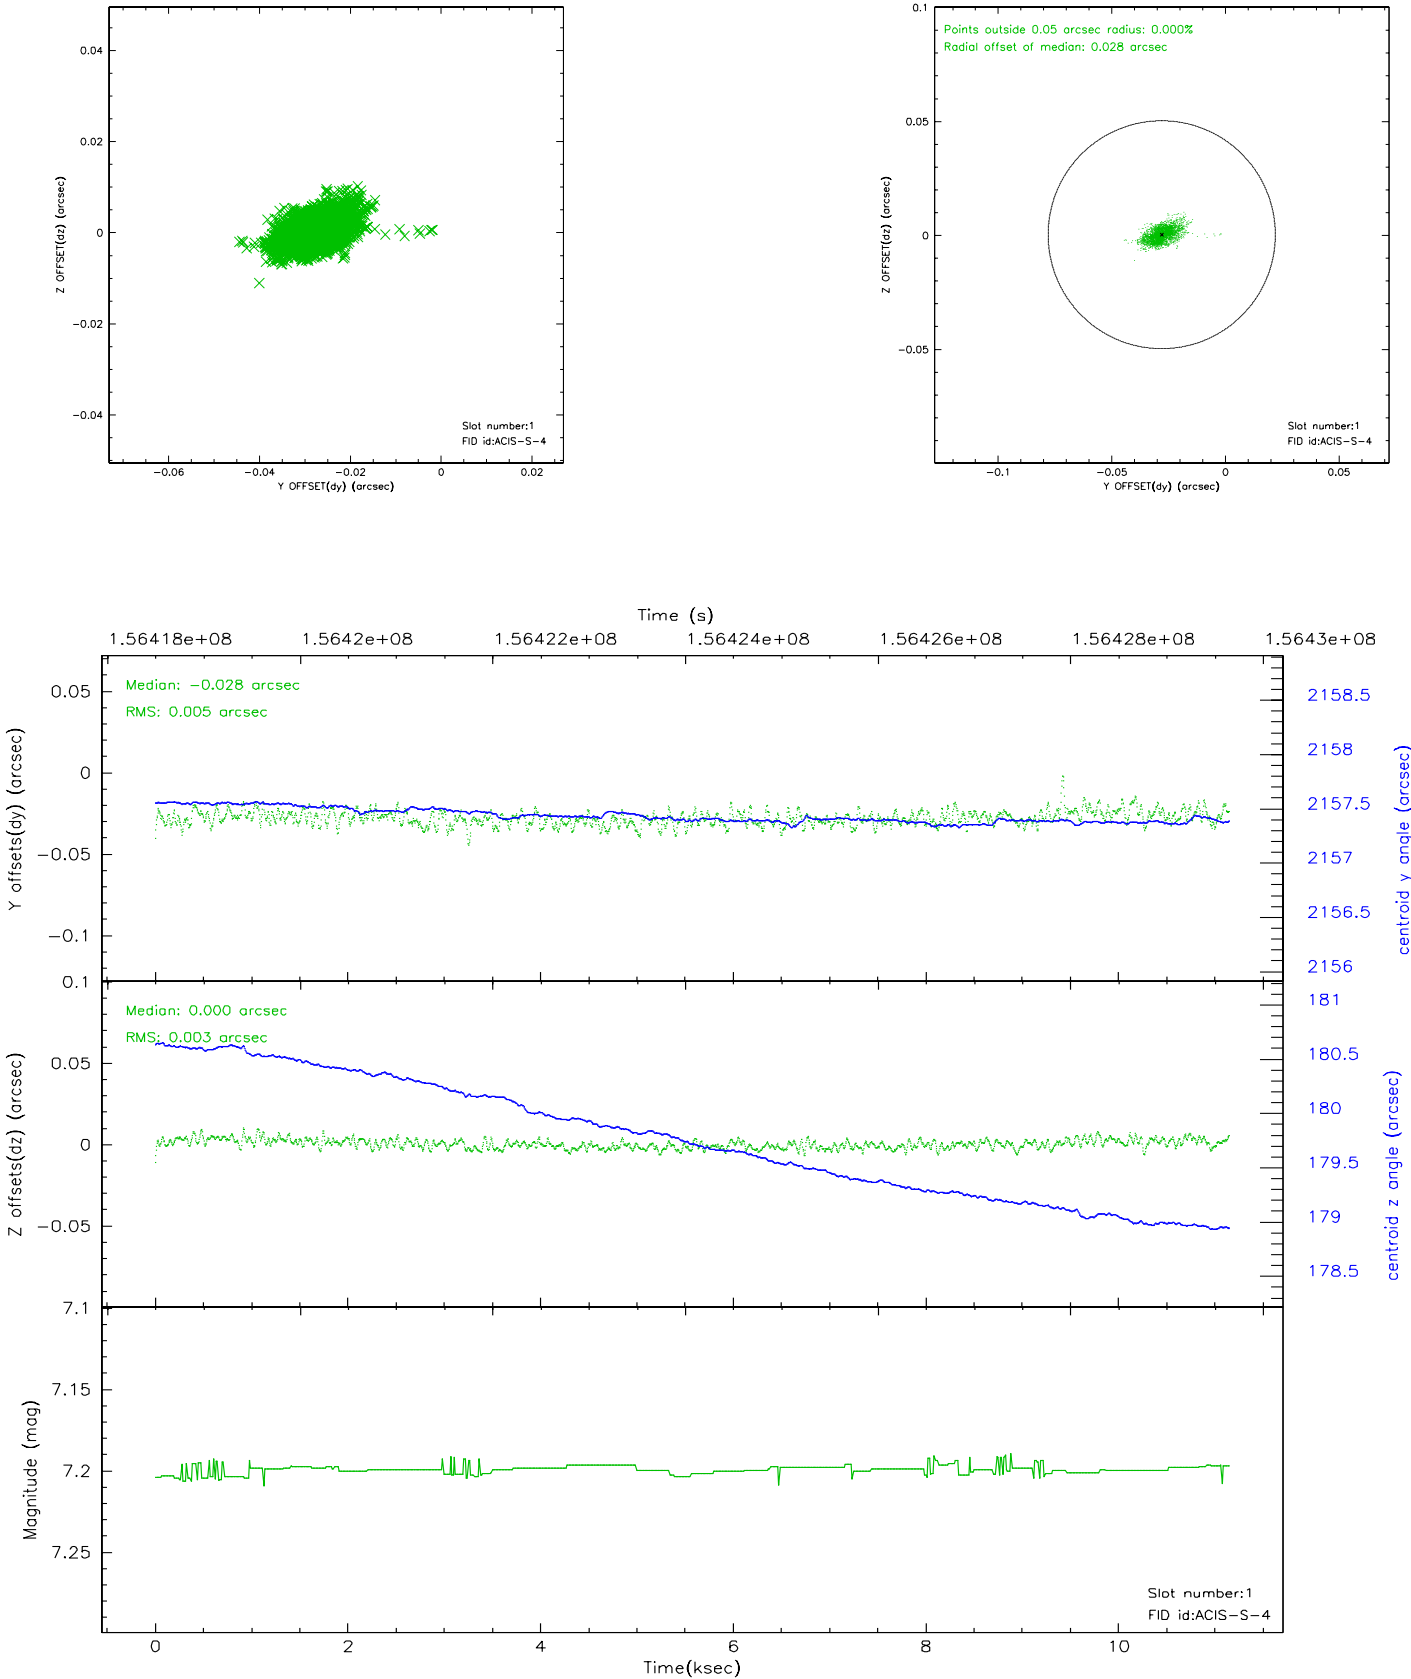 0.04
0.02
0
−0.02
−0.04
Z OFFSET(dz) (arcsec)
Slot number:1
FID id:ACIS−S−4
−0.06
−0.04
−0.02
0
0.02
Y OFFSET(dy) (arcsec)
0.1
0.05
0
−0.05
Z OFFSET(dz) (arcsec)
Points outside 0.05 arcsec radius: 0.000%
Radial offset of median: 0.028 arcsec
Slot number:1
FID id:ACIS−S−4
−0.1
−0.05
0
0.05
Y OFFSET(dy) (arcsec)
Time (s)
1.56418e+08
1.5642e+08
1.56422e+08
1.56424e+08
1.56426e+08
1.56428e+08
1.5643e+08
Median: −0.028 arcsec
RMS: 0.005 arcsec
0.05
0
−0.05
−0.1
Y offsets(dy) (arcsec)
2158.5
2158
2157.5
2157
2156.5
2156
centroid y angle (arcsec)
Median: 0.000 arcsec
RMS: 0.003 arcsec
0.1
0.05
0
−0.05
Z offsets(dz) (arcsec)
181
180.5
180
179.5
179
178.5
centroid z angle (arcsec)
7.1
7.15
7.2
7.25
Magnitude (mag)
Slot number:1
FID id:ACIS−S−4
0
2
4
6
8
10
Time(ksec)